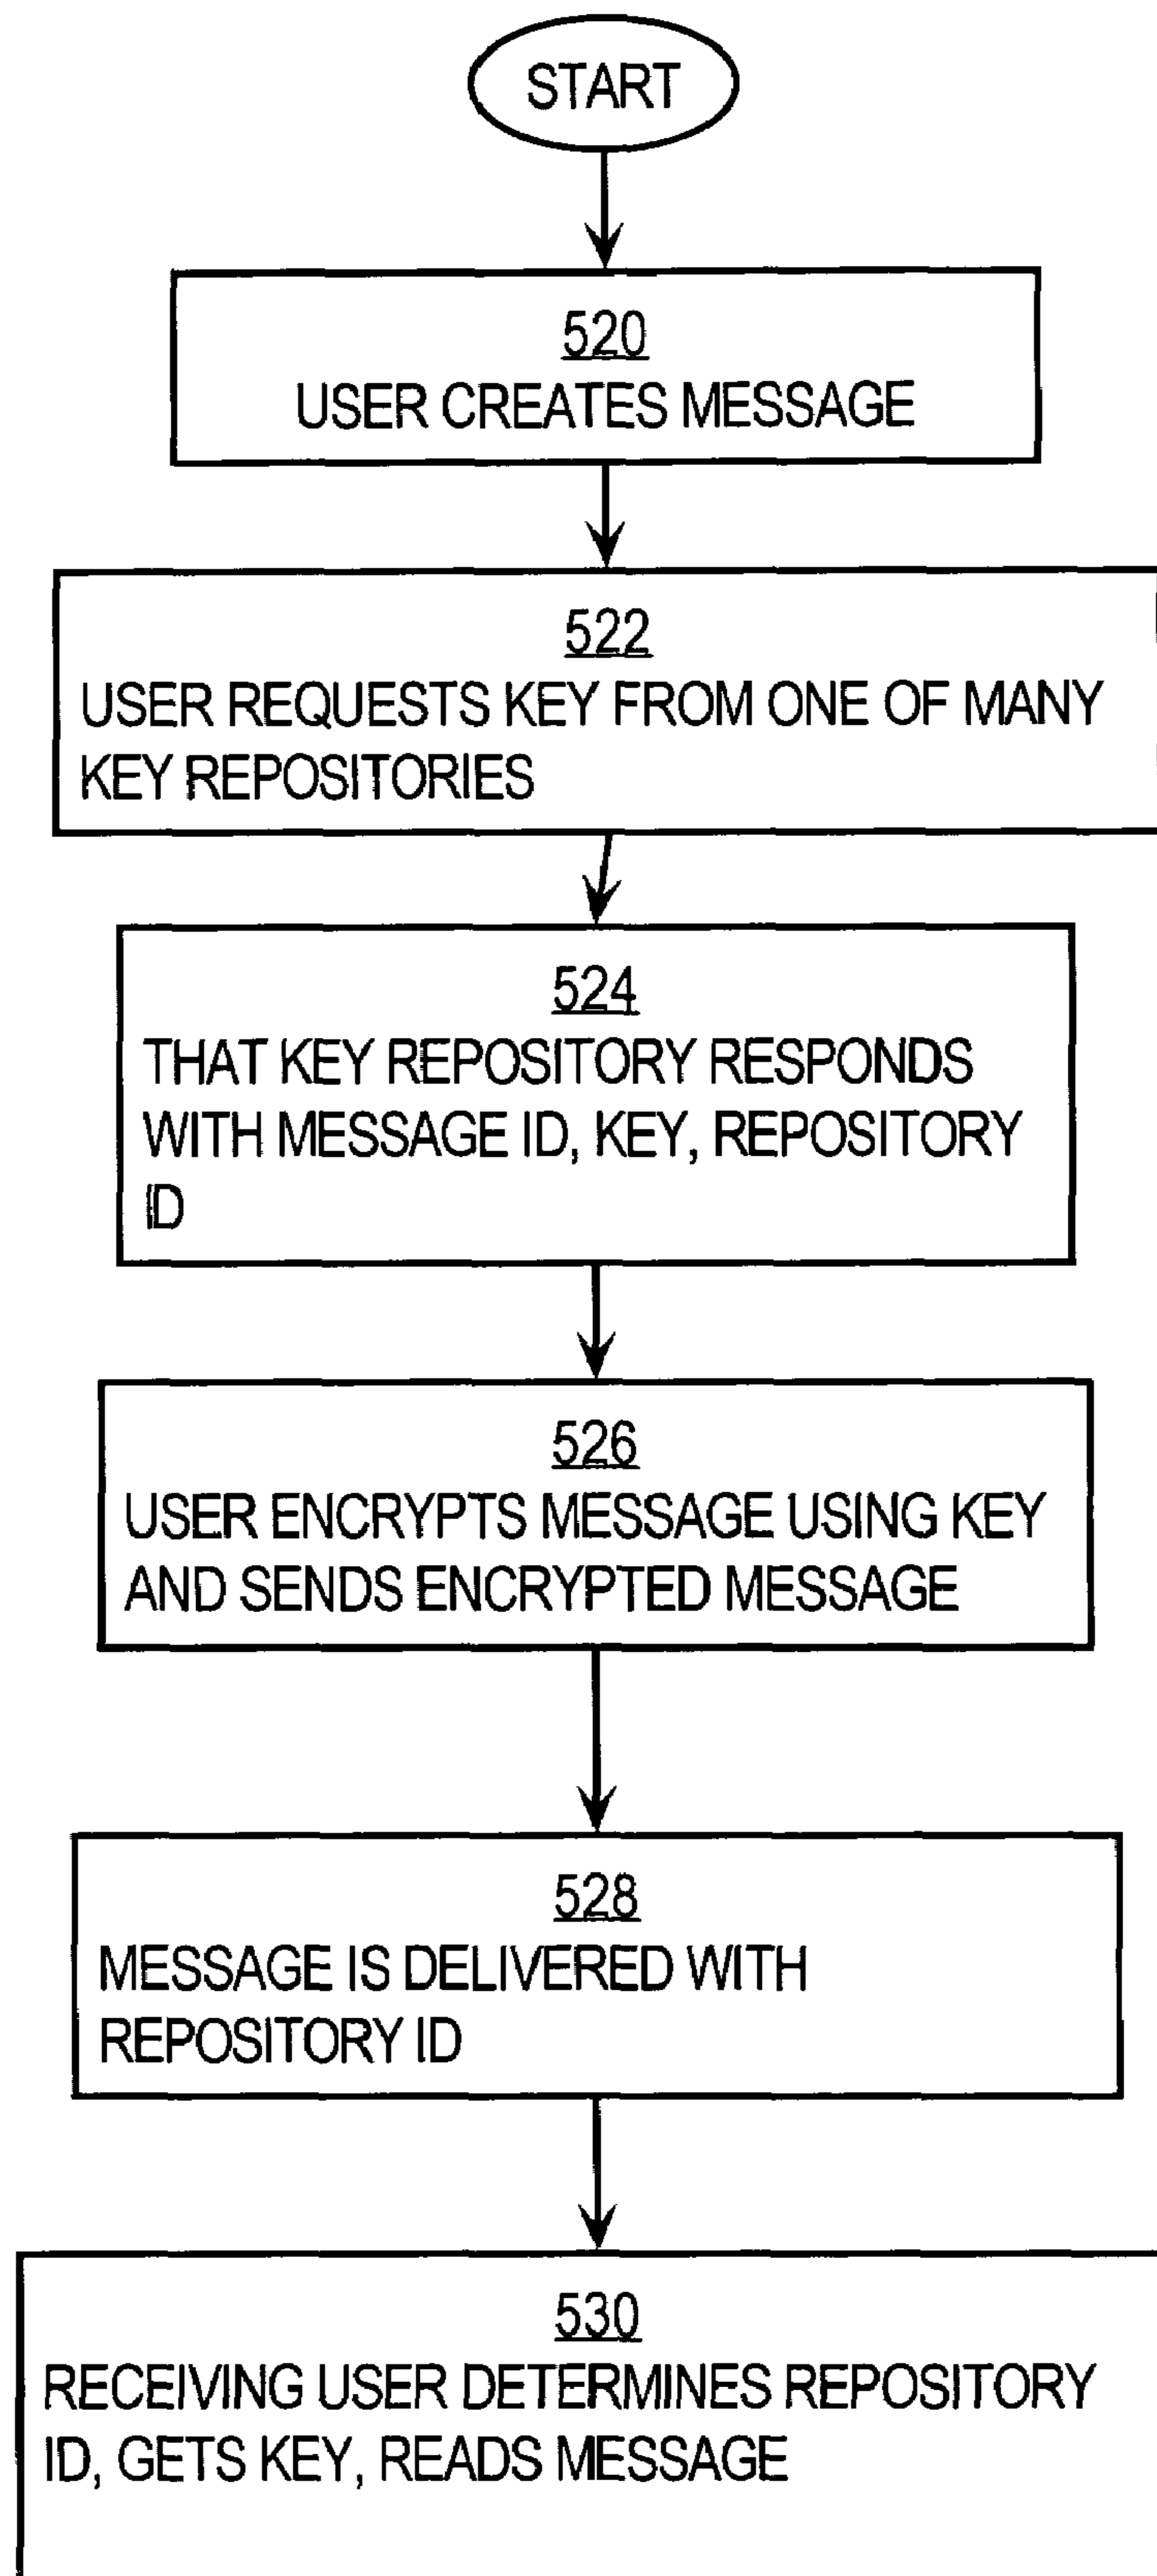 START
520
USER CREATES MESSAGE
522
USER REQUESTS KEY FROM ONE OF MANY
KEY REPOSITORIES
524
THAT KEY REPOSITORY RESPONDS
WITH MESSAGE ID, KEY, REPOSITORY
ID
526
USER ENCRYPTS MESSAGE USING KEY
AND SENDS ENCRYPTED MESSAGE
528
MESSAGE IS DELIVERED WITH
REPOSITORY ID
530
RECEIVING USER DETERMINES REPOSITORY
ID, GETS KEY, READS MESSAGE